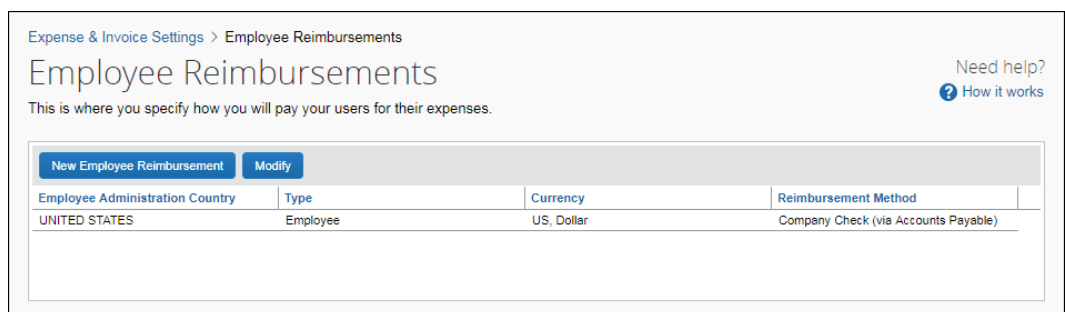 Expense & Invoice Settings > Employee Reimbursements
Employee Reimbursements
Need help?
? How it works
This is where you specify how you will pay your users for their expenses.
New Employee Reimbursement Modify
Employee Administration Country Type Currency Reimbursement Method
UNITED STATES Employee US, Dollar Company Check (via Accounts Payable)